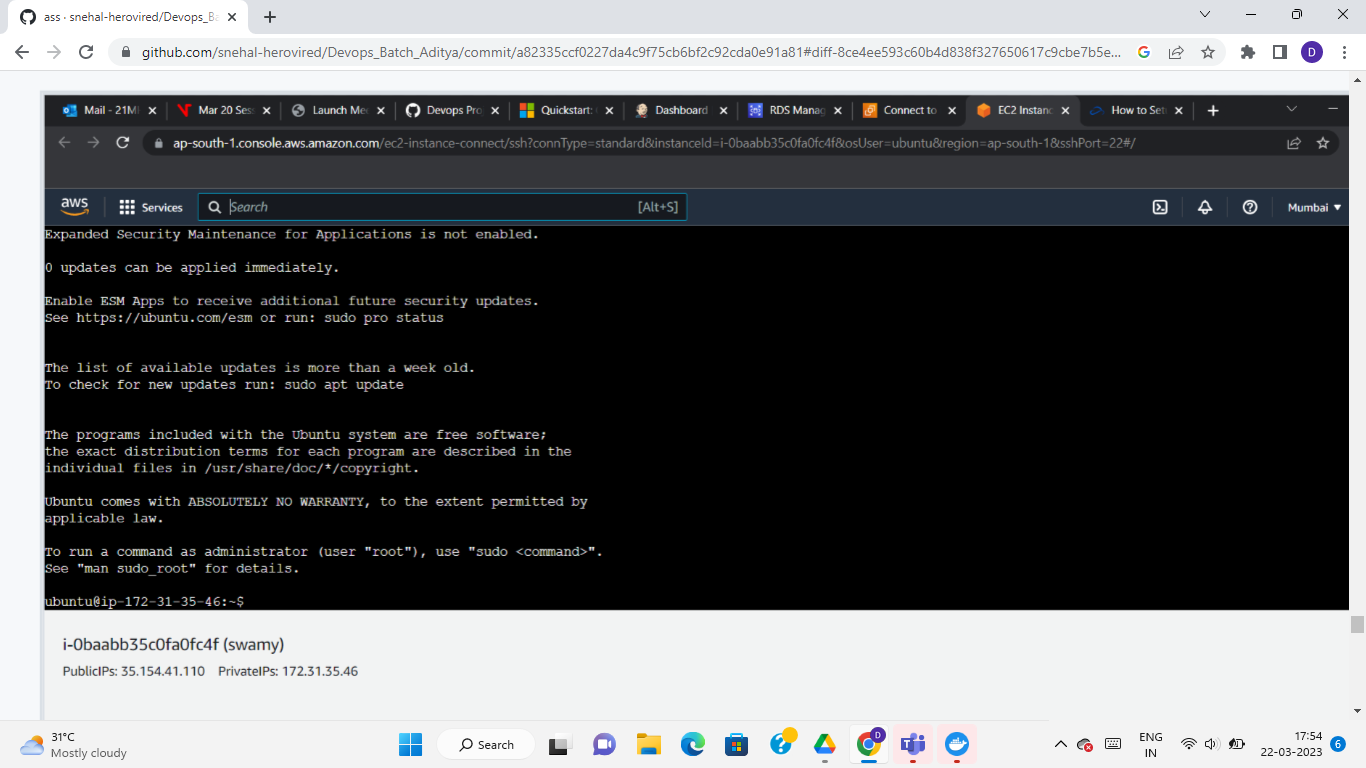 ass · snehal-herovired/Devops_Ba
github.com/snehal-herovired/Devops_Batch_Aditya/commit/a82335ccf0227da4c9f75cb6bf2c92cda0e91a81#diff-8ce4ee593c60b4d838f327650617c9cbe7b5e...
D
Mail - 21M
Mar 20 Ses
Launch Me
Devops Pro
Quickstart:
Dashboard
RDS Manag
Connect to
EC2 Instanc
How to Set
ap-south-1.console.aws.amazon.com/ec2-instance-connect/ssh?connType=standard&instanceId=i-0baabb35c0fa0fc4f&osUser=ubuntu&region=ap-south-1&sshPort=22#/
aws
Services
Search
[Alt+S]
Mumbai
Expanded Security Maintenance for Applications is not enabled.
0 updates can be applied immediately.
Enable ESM Apps to receive additional future security updates.
See https://ubuntu.com/esm or run: sudo pro status
The list of available updates is more than a week old.
To check for new updates run: sudo apt update
The programs included with the Ubuntu system are free software;
the exact distribution terms for each program are described in the
individual files in /usr/share/doc/*/copyright.
Ubuntu comes with ABSOLUTELY NO WARRANTY, to the extent permitted by
applicable law.
To run a command as administrator (user "root"), use "sudo <command>".
See "man sudo_root" for details.
ubuntu@ip-172-31-35-46:~$
i-0baabb35c0fa0fc4f (swamy)
PublicIPs: 35.154.41.110 PrivateIPs: 172.31.35.46
31°C
Mostly cloudy
Search
D
ENG
IN
17:54
22-03-2023
6